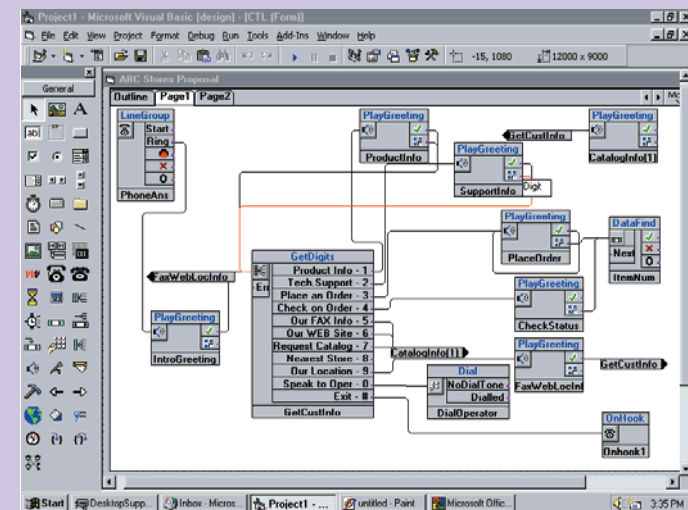 Project1 - Microsoft Visual Basic [design] - [CTL (Form)]
File Edit View Project Format Debug Run Tools Add-Ins Window Help
-15, 1080
12000 x 9000
General
A
ab|
ABC Stores Proposal
Outline Page1 Page2
LineGroup
Start
Ring
X
0
PhoneAns
PlayGreeting
ProductInfo
PlayGreeting
SupportInfo
Digit
GetCustInfo
PlayGreeting
CatalogInfo(1)
PlayGreeting
PlaceOrder
DataFind
Next
X
0
ItemNum
FaxWebLocInfo
PlayGreeting
IntroGreeting
GetDigits
En
Product Info - 1
Tech.Support - 2
Place an Order - 3
Check on Order - 4
Our FAX Info - 5
Our WEB Site - 6
Request Catalog - 7
Nearest Store - 8
Our Location - 9
Speak to Oper - 0
Exit - #
GetCustInfo
PlayGreeting
CheckStatus
CatalogInfo(1)
PlayGreeting
FaxWebLocInf
GetCustInfo
Dial
NoDialTone
Dialled
DialOperator
OnHook
Onhook1
Start
DesktopSupp...
Inbox - Micros...
Project1 - ...
untitled - Paint
Microsoft Offic...
3:35 PM